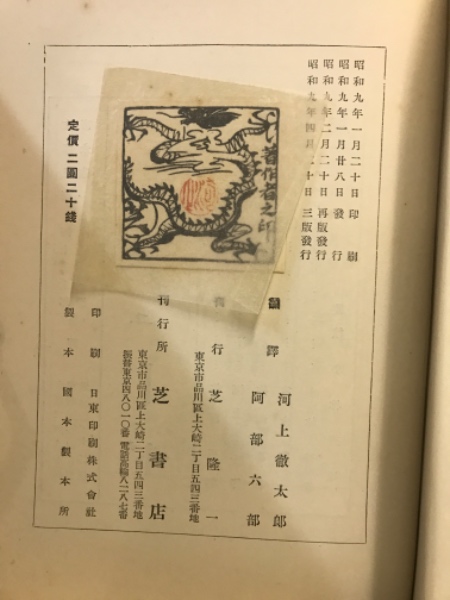 昭和九年一月二十日印刷
昭和九年一月廿八日發行
昭和九年二月二十日再版發行
昭和九年四月二十日三版發行
著作者之印
定價二圓二十錢
飜譯
河上徹太郎
阿部六郎
發行 芝隆一
東京市品川區上大崎二丁目五四三番地
刊行所 芝書店
東京市品川區上大崎二丁目五四三番地
振替東京四八〇一〇番 電話高輪八二八七番
印刷 日東印刷株式會社
製本 國本製本所